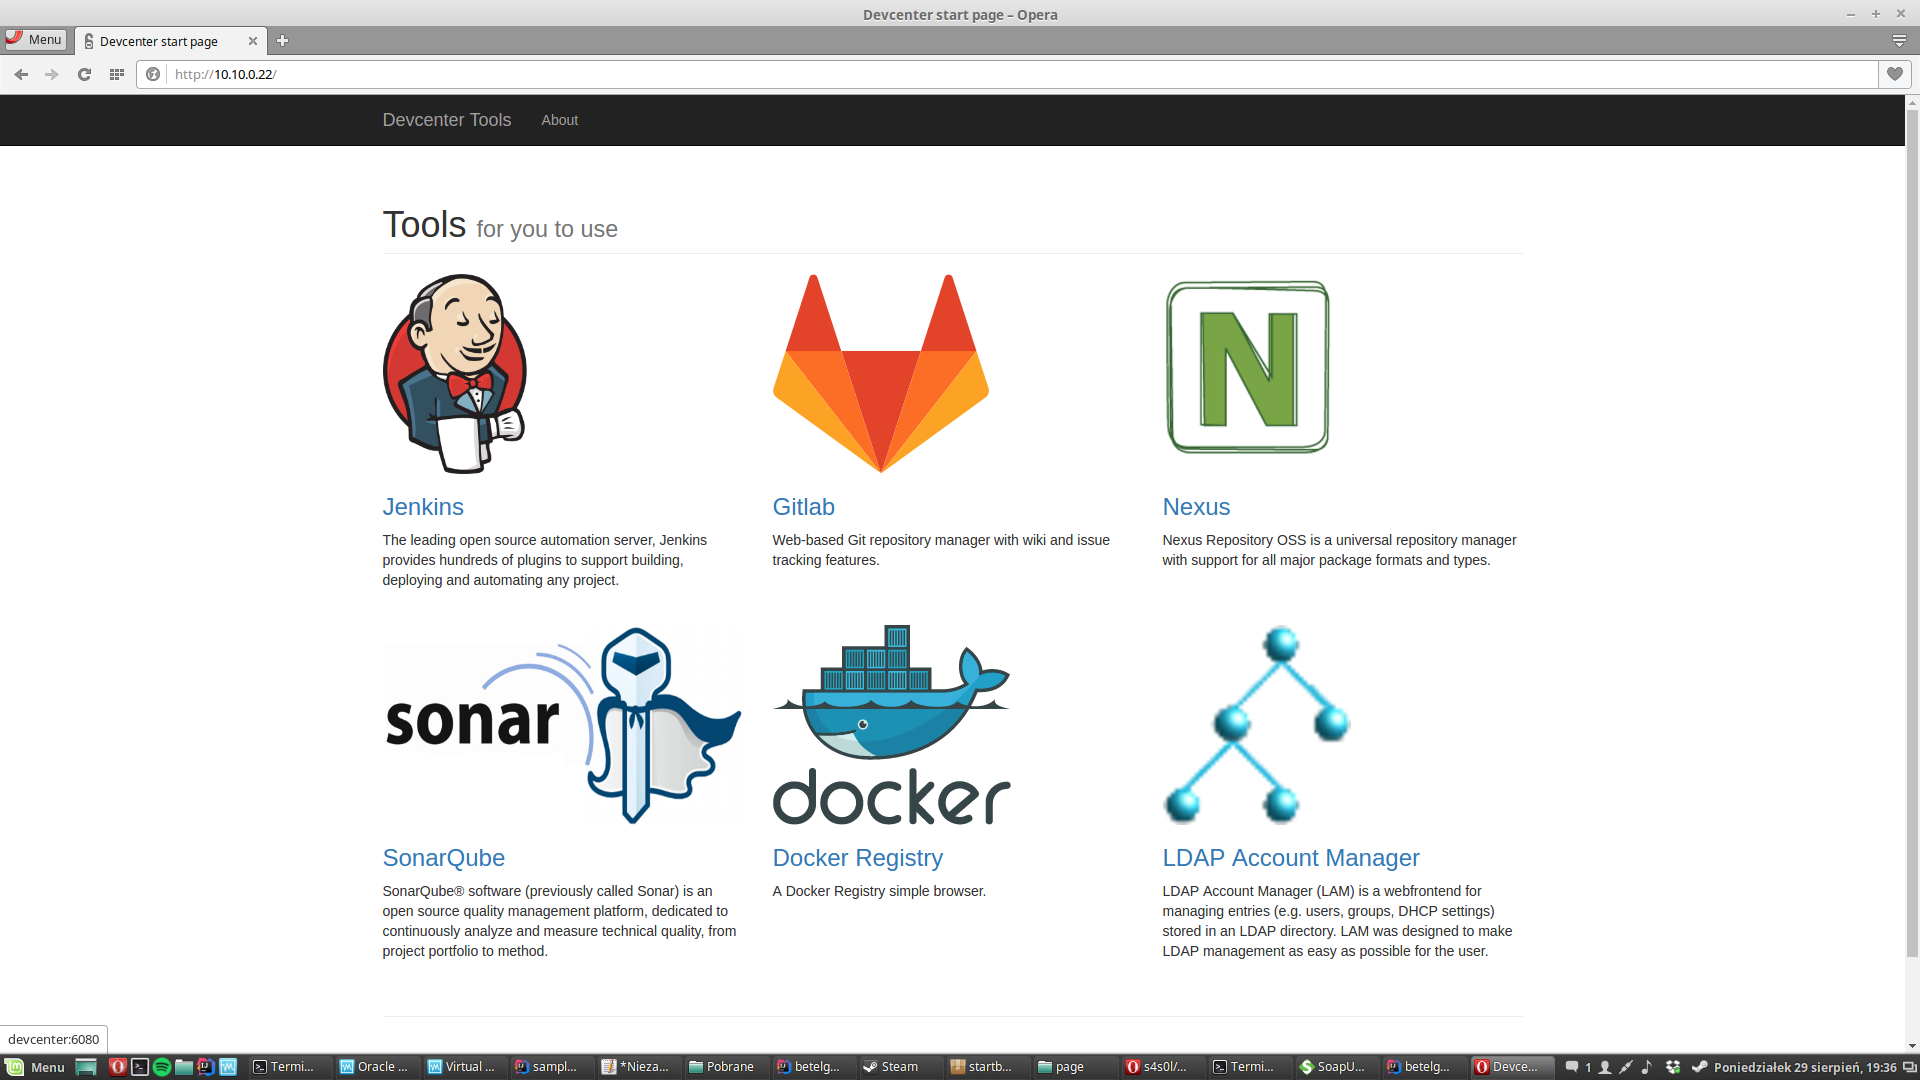 Devcenter start page – Opera
Menu
Devcenter start page
http://10.10.0.22/
Devcenter Tools
About
Tools for you to use
N
Jenkins
The leading open source automation server, Jenkins
provides hundreds of plugins to support building,
deploying and automating any project.
Gitlab
Web-based Git repository manager with wiki and issue
tracking features.
Nexus
Nexus Repository OSS is a universal repository manager
with support for all major package formats and types.
sonar
docker
SonarQube
SonarQube® software (previously called Sonar) is an
open source quality management platform, dedicated to
continuously analyze and measure technical quality, from
project portfolio to method.
Docker Registry
A Docker Registry simple browser.
LDAP Account Manager
LDAP Account Manager (LAM) is a webfrontend for
managing entries (e.g. users, groups, DHCP settings)
stored in an LDAP directory. LAM was designed to make
LDAP management as easy as possible for the user.
devcenter:6080
Menu
Termi...
Oracle ...
Virtual ...
sampl...
*Nieza...
Pobrane
betelg...
Steam
startb...
page
s4s0l/...
Termi...
SoapU...
betelg...
Devce...
1
Poniedziałek 29 sierpień, 19:36